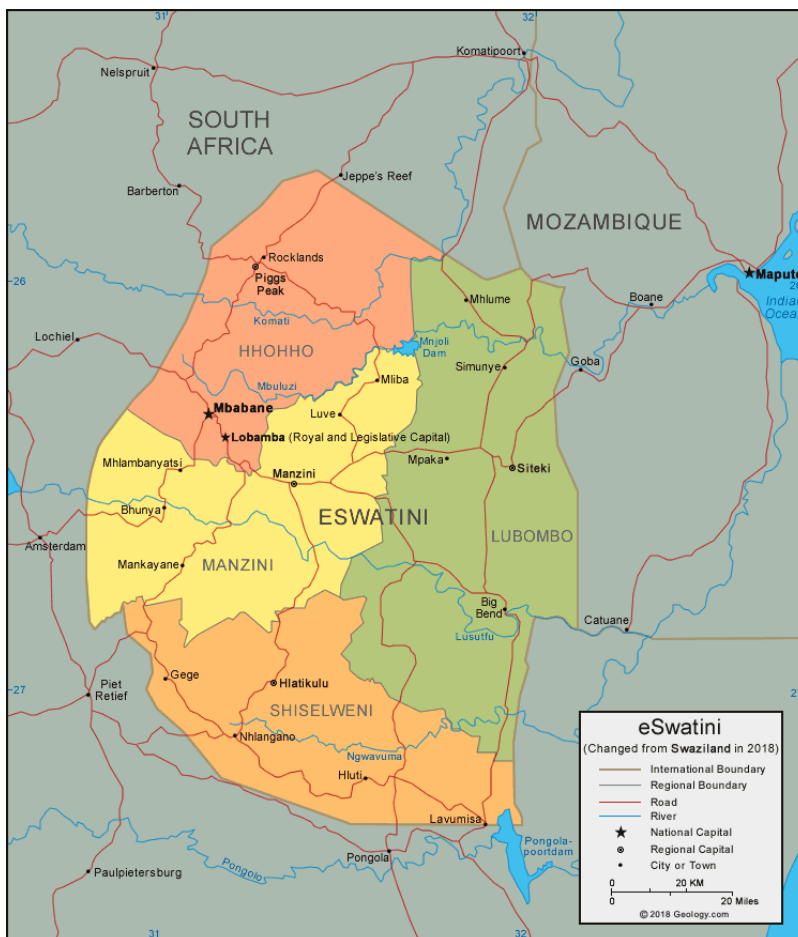 31
32
Komatipoort
Nelspruit
SOUTH
AFRICA
Jeppe's Reef
Barberton
MOZAMBIQUE
Rocklands
Piggs
Peak
26
Maputo
26
Indian
Ocean
Mhlume
Boane
Komati
Lochiel
HHOHHO
Mnjoli
Dam
Simunye
Goba
Mbuluzi
Mliba
Mbabane
Luve
Lobamba (Royal and Legislative Capital)
Mhlambanyatsi
Manzini
Mpaka
Siteki
Bhunya
ESWATINI
LUBOMBO
Amsterdam
Mankayane
MANZINI
Big
Bend
Catuane
Lusutfu
Gege
Hlatikulu
27
Piet
Retief
27
SHISELWENI
Nhlangano
Ngwavuma
Hluti
Lavumisa
Pongola
Pongola-
poortdam
Pongolo
Paulpietersburg
31
32
eSwatini
(Changed from Swaziland in 2018)
International Boundary
Regional Boundary
Road
River
National Capital
Regional Capital
City or Town
0 20 KM
0 20 Miles
© 2018 Geology.com